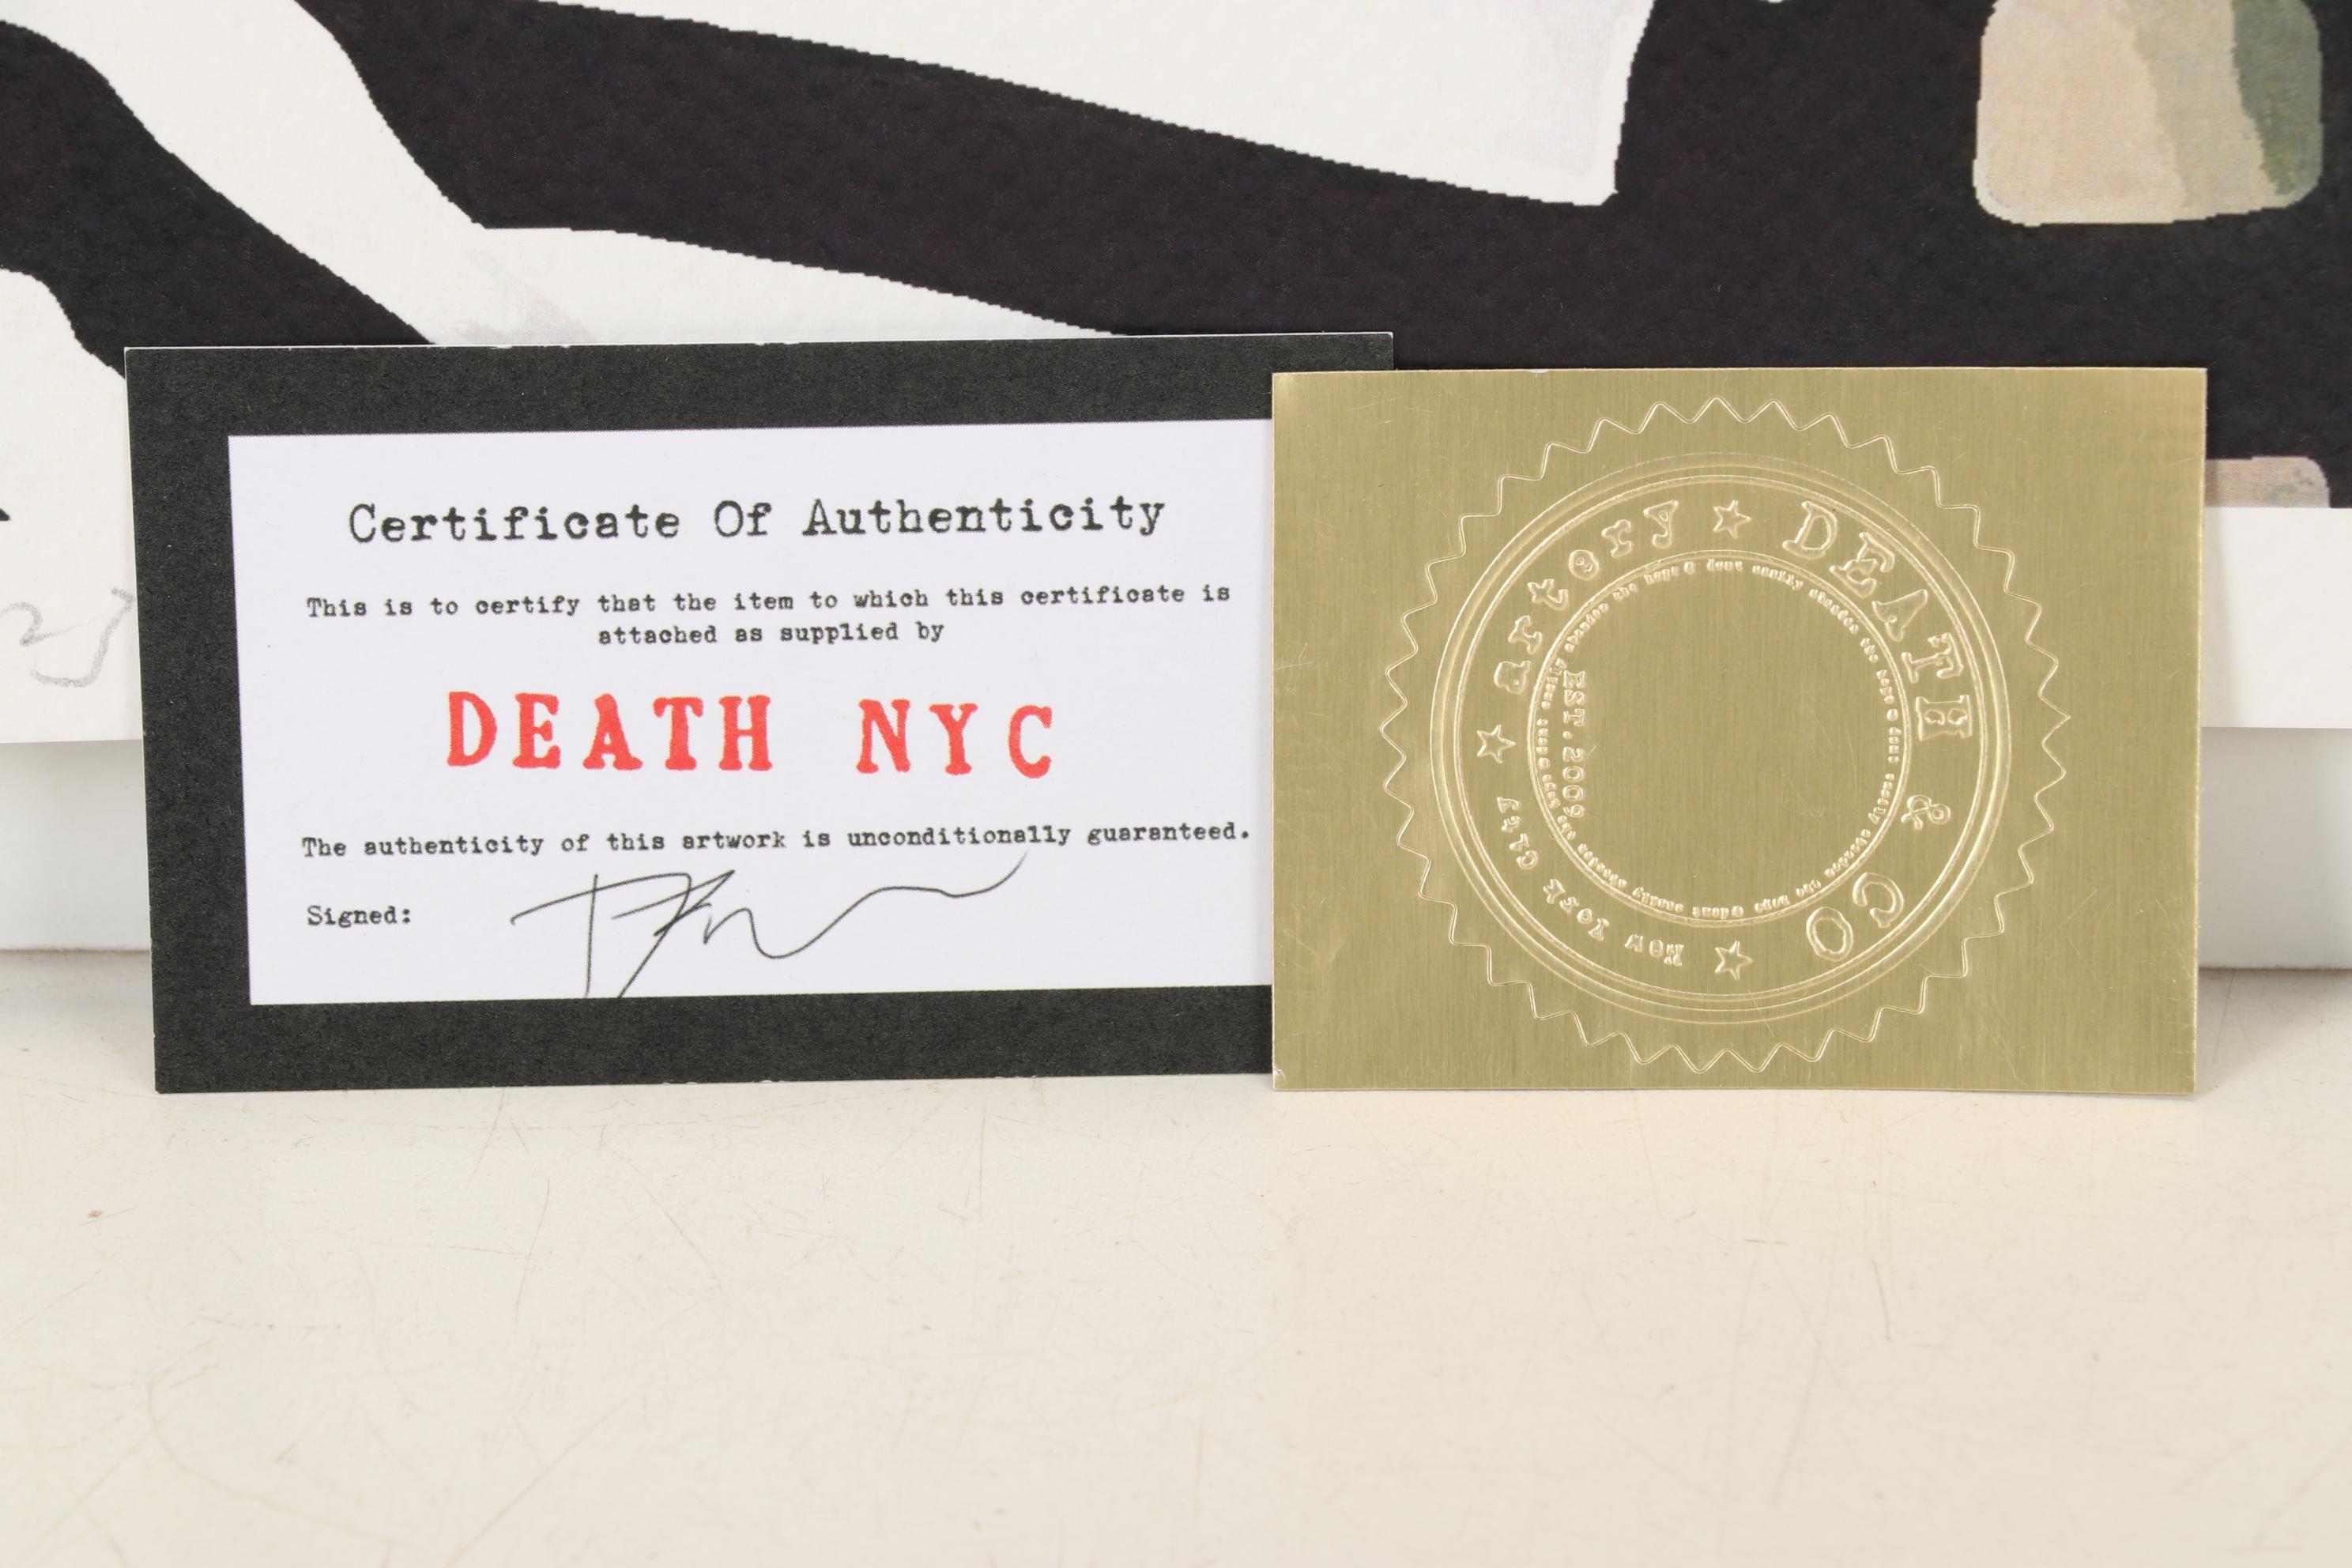 Certificate Of Authenticity
This is to certify that the item to which this certificate is
attached as supplied by
DEATH NYC
The authenticity of this artwork is unconditionally guaranteed.
Signed:
artory ★ DEATH & CO ★ New York City ★
EST. 2009